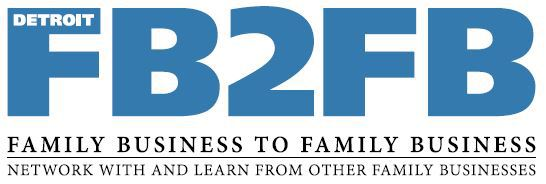 DETROIT
FB2FB
FAMILY BUSINESS TO FAMILY BUSINESS
NETWORK WITH AND LEARN FROM OTHER FAMILY BUSINESSES